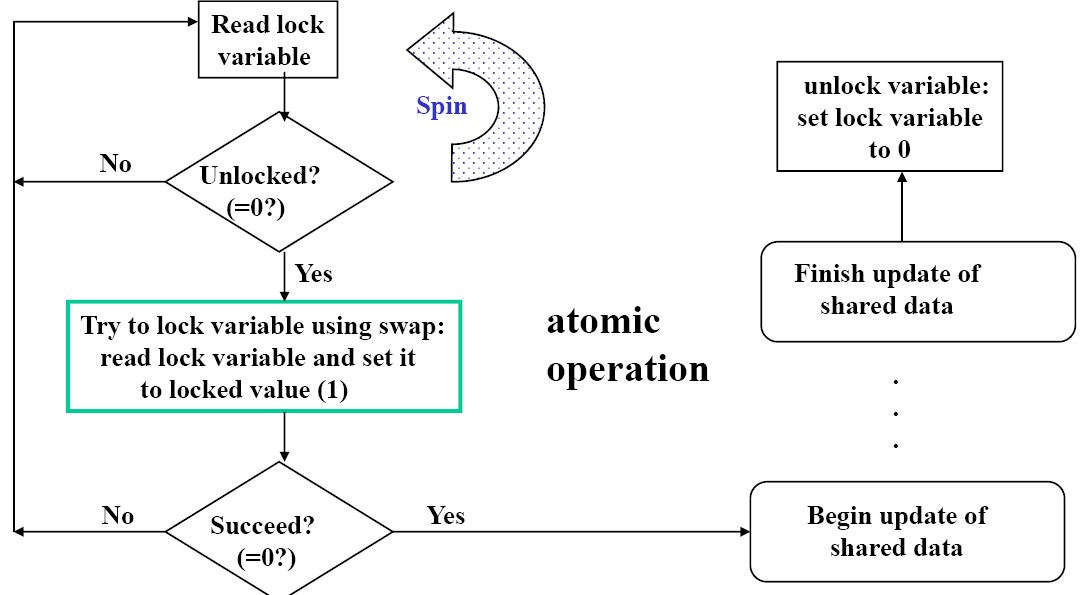 Read lock
variable
Spin
No
Unlocked?
(=0?)
Yes
Try to lock variable using swap:
read lock variable and set it
to locked value (1)
No
Succeed?
(=0?)
Yes
atomic
operation
unlock variable:
set lock variable
to 0
Finish update of
shared data
.
.
.
Begin update of
shared data